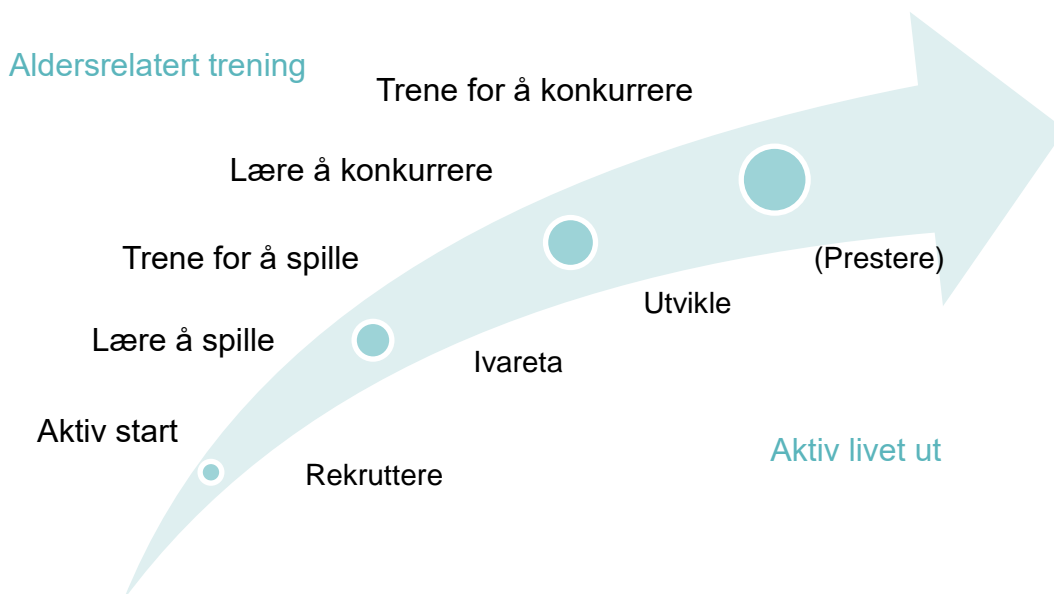 Aldersrelatert trening
Trene for å konkurrere
Lære å konkurrere
Trene for å spille
(Prestere)
Utvikle
Lære å spille
Ivareta
Aktiv start
Aktiv livet ut
Rekruttere